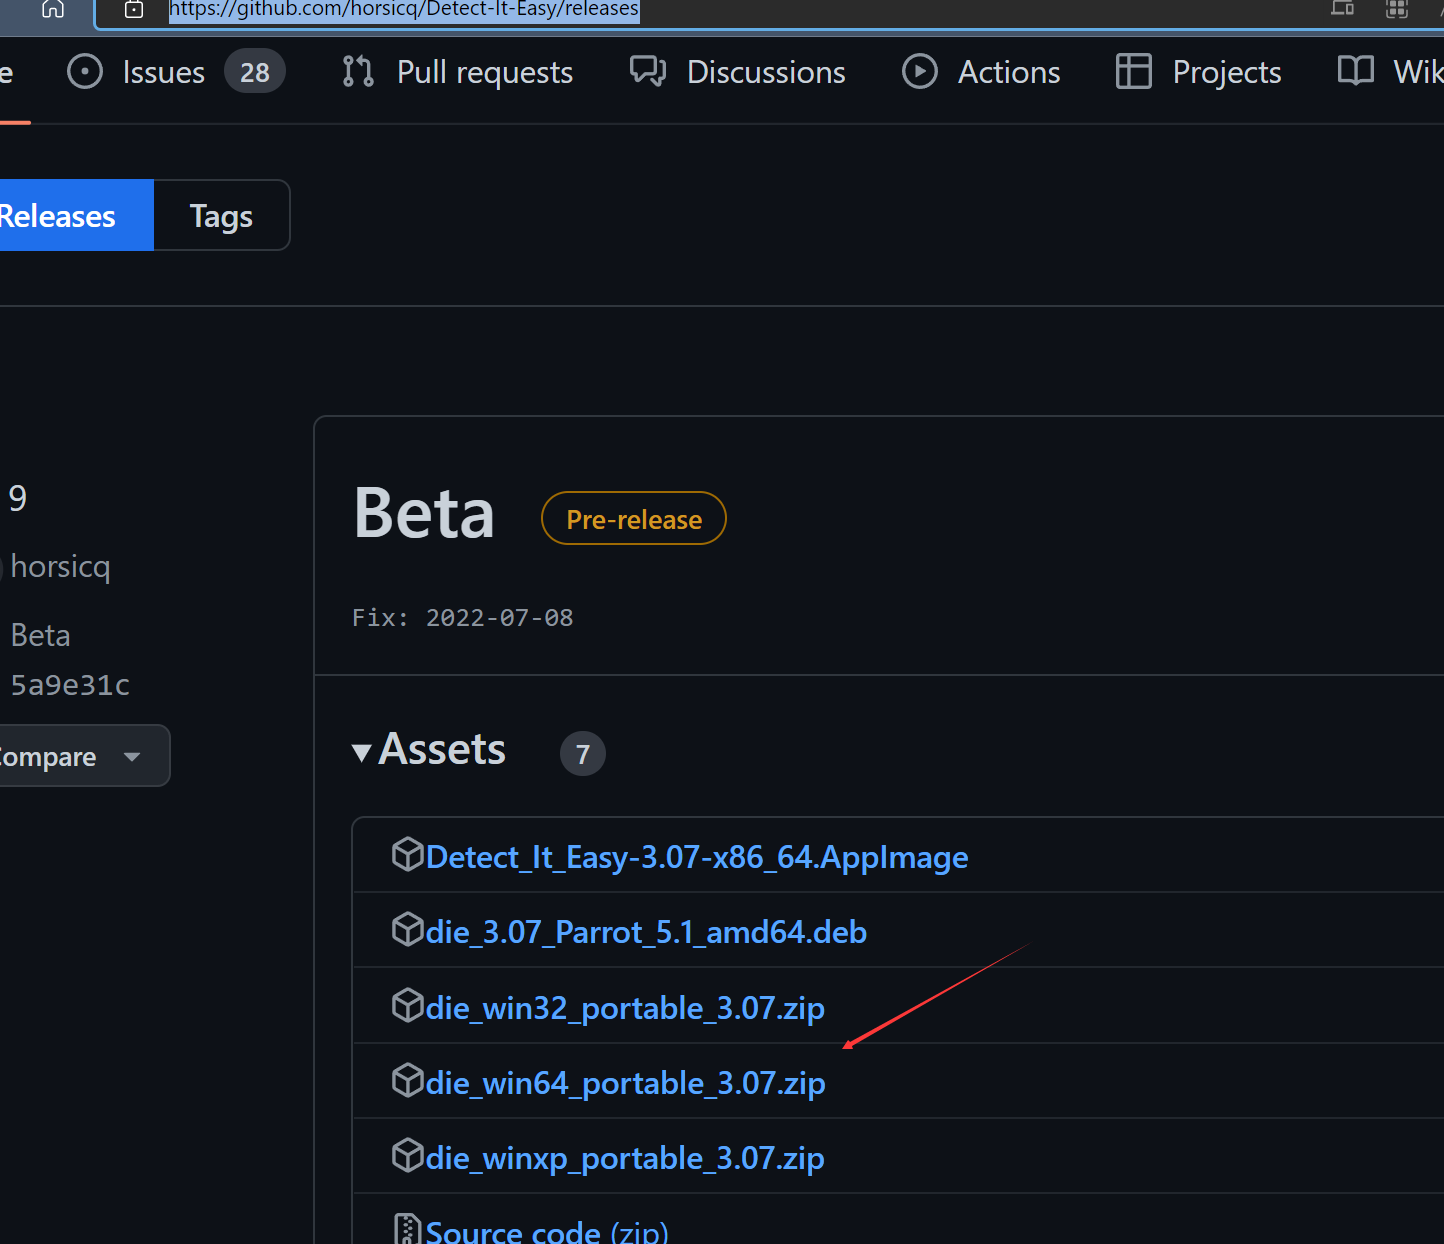 https://github.com/horsicq/Detect-It-Easy/releases
e Issues 28 Pull requests Discussions Actions Projects Wik
Releases Tags
9
horsicq
Beta
5a9e31c
Compare
Beta Pre-release
Fix: 2022-07-08
Assets 7
Detect_It_Easy-3.07-x86_64.AppImage
die_3.07_Parrot_5.1_amd64.deb
die_win32_portable_3.07.zip
die_win64_portable_3.07.zip
die_winxp_portable_3.07.zip
Source code (zip)